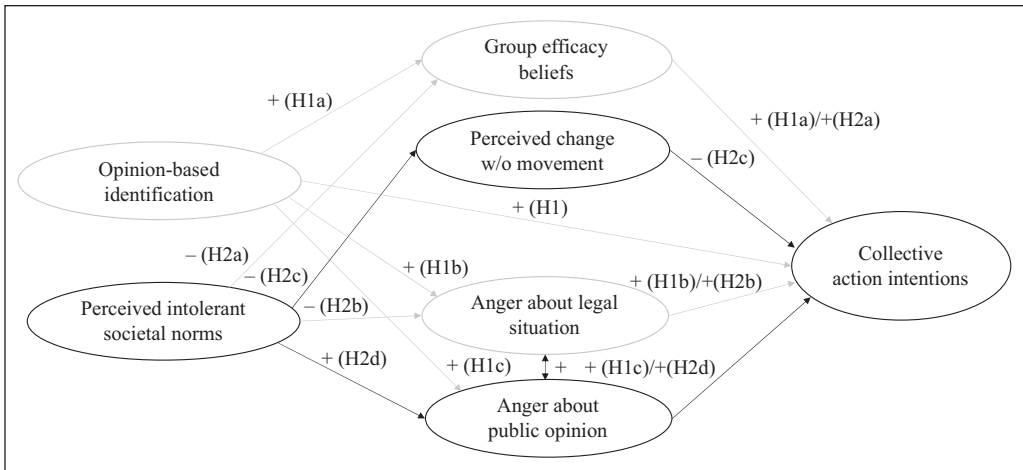 Group efficacy
beliefs
+ (H1a)
+ (H1a)/+(H2a)
Perceived change
w/o movement
– (H2c)
Opinion-based
identification
+ (H1)
– (H2a)
– (H2c)
Collective
action intentions
+ (H1b)
+ (H1b)/+(H2b)
Anger about legal
situation
Perceived intolerant
societal norms
– (H2b)
+ (H2d)
+ (H1c)
+
+ (H1c)/+(H2d)
Anger about
public opinion